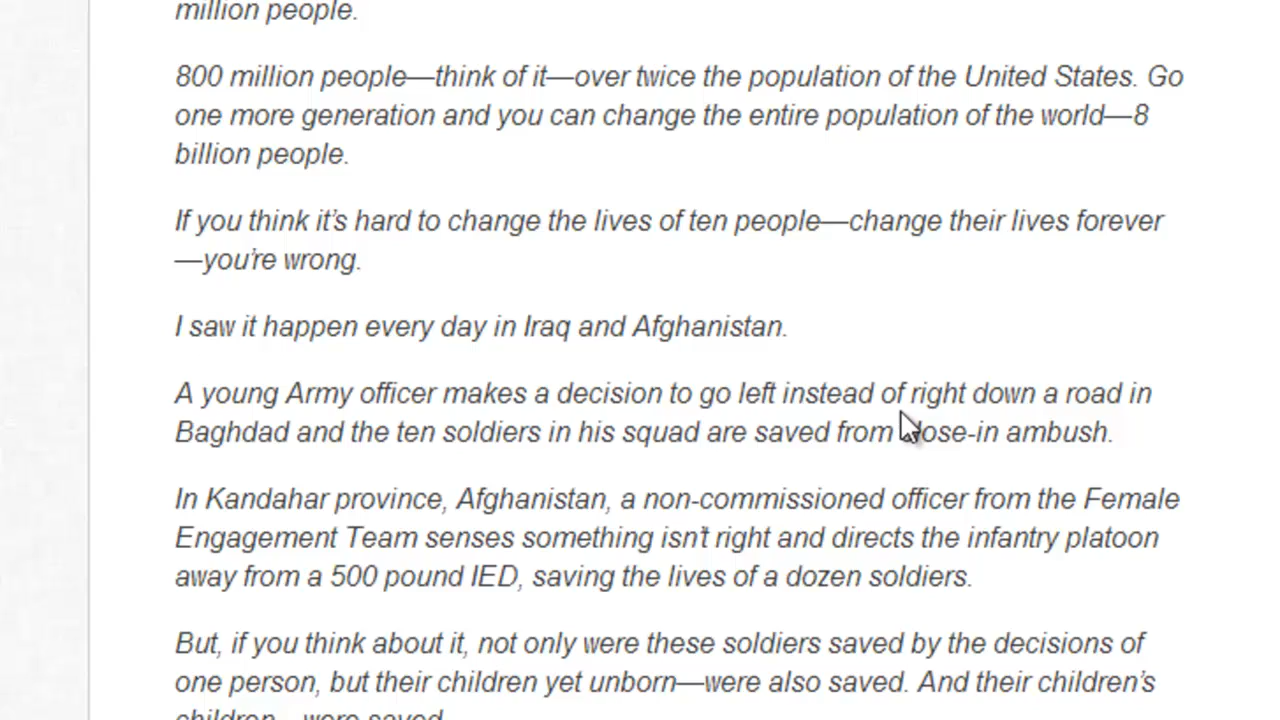 million people.
800 million people—think of it—over twice the population of the United States. Go
one more generation and you can change the entire population of the world—8
billion people.
If you think it's hard to change the lives of ten people—change their lives forever
—you're wrong.
I saw it happen every day in Iraq and Afghanistan.
A young Army officer makes a decision to go left instead of right down a road in
Baghdad and the ten soldiers in his squad are saved from close-in ambush.
In Kandahar province, Afghanistan, a non-commissioned officer from the Female
Engagement Team senses something isn't right and directs the infantry platoon
away from a 500 pound IED, saving the lives of a dozen soldiers.
But, if you think about it, not only were these soldiers saved by the decisions of
one person, but their children yet unborn—were also saved. And their children's
children—were saved.